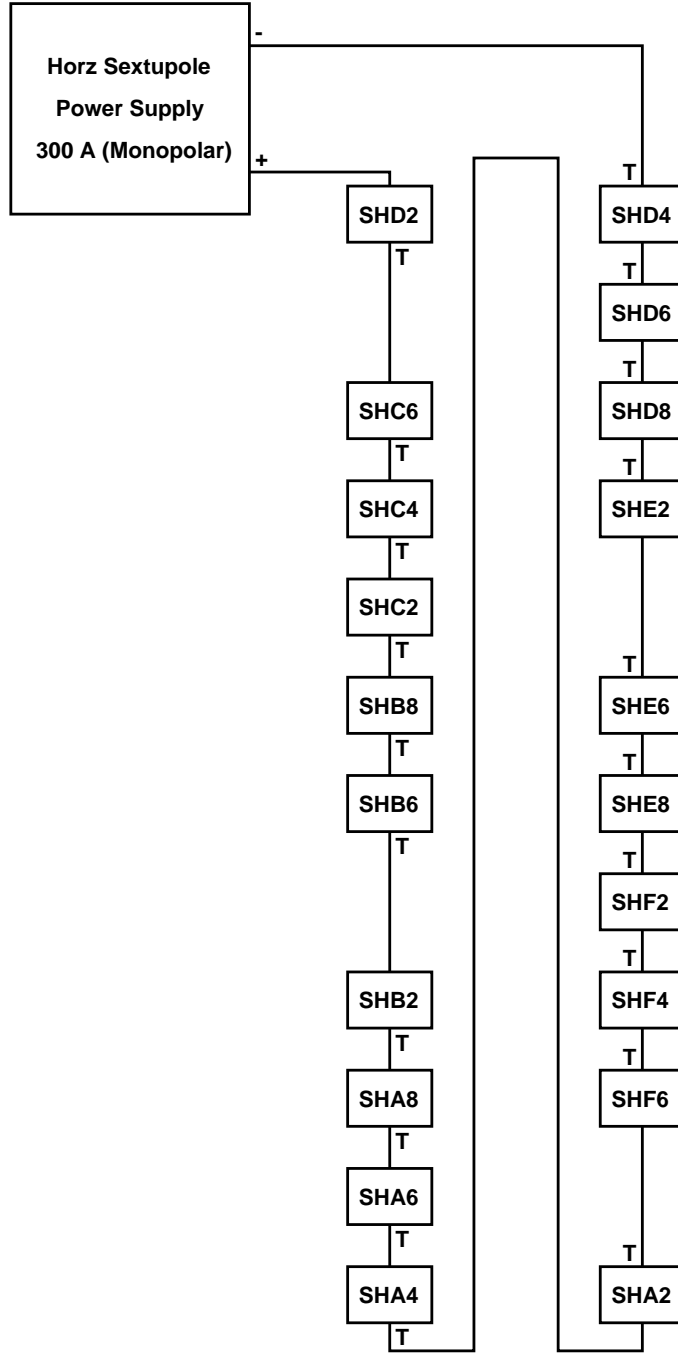 Horz Sextupole
Power Supply
300 A (Monopolar)
-
+
SHD2
T
SHC6
T
SHC4
T
SHC2
T
SHB8
T
SHB6
T
SHB2
T
SHA8
T
SHA6
T
SHA4
T
T
SHD4
T
SHD6
T
SHD8
T
SHE2
T
SHE6
T
SHE8
T
SHF2
T
SHF4
T
SHF6
T
SHA2